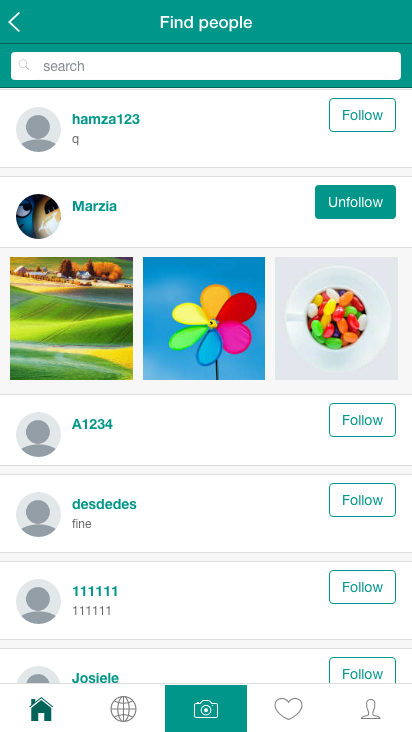 Find people
search
hamza123
Follow
q
Marzia
Unfollow
A1234
Follow
desdedes
Follow
fine
111111
Follow
111111
Josiele
Follow